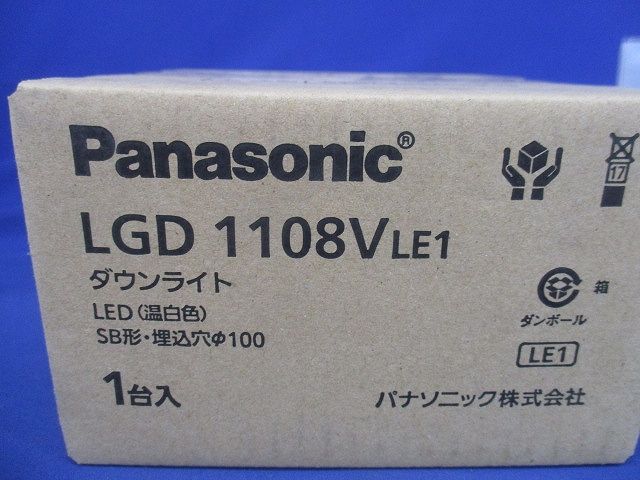 Panasonic®
LGD 1108VLE1
ダウンライト
LED(温白色)
SB形・埋込穴Φ100
1台入
17
箱
ダンボール
LE1
パナソニック株式会社